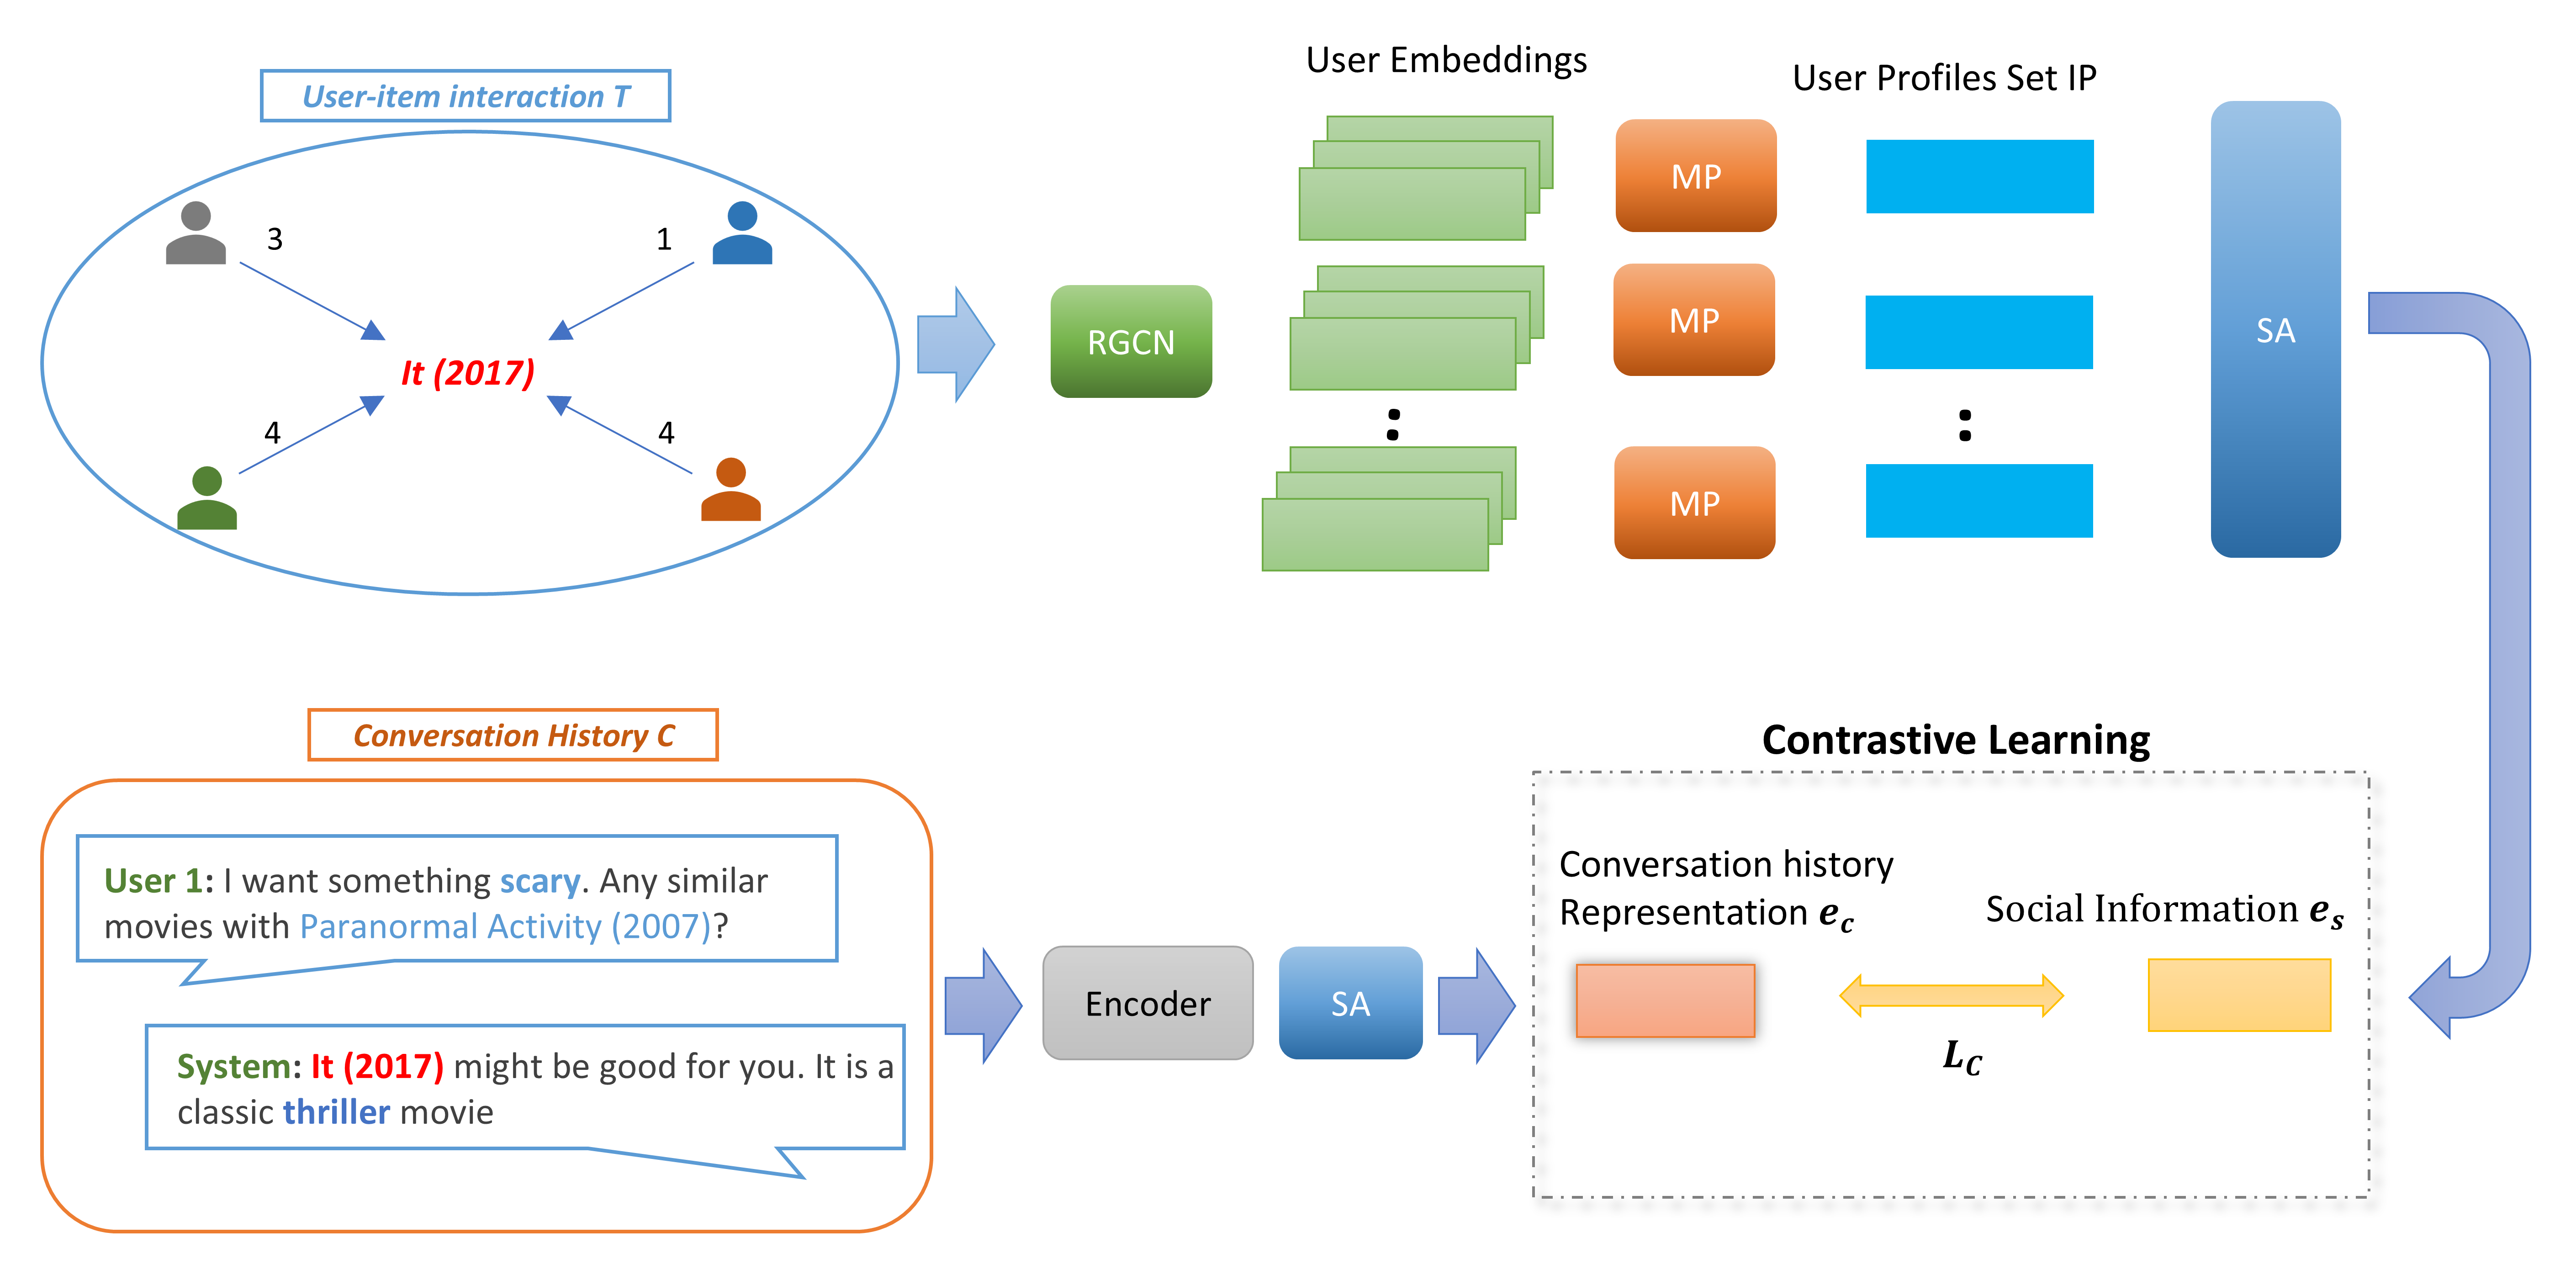 User-item interaction T
3
1
It (2017)
4
4
RGCN
User Embeddings
MP
MP
MP
User Profiles Set IP
SA
Conversation History C
User 1: I want something scary. Any similar
movies with Paranormal Activity (2007)?
System: It (2017) might be good for you. It is a
classic thriller movie
Encoder
SA
Contrastive Learning
Conversation history
Representation e_c
Social Information e_s
L_C